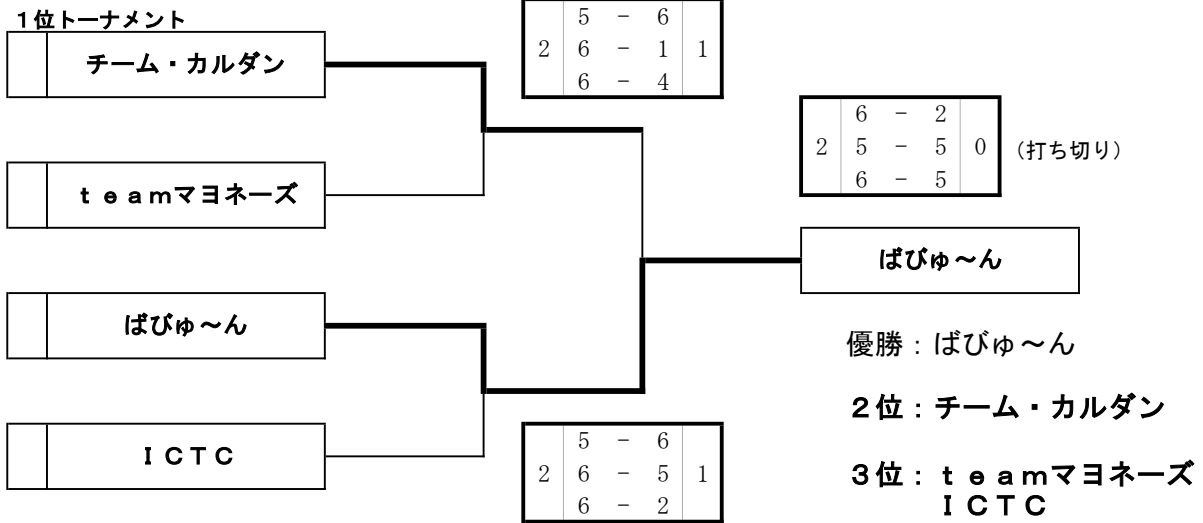 １位トーナメント
チーム・カルダン
ｔｅａｍマヨネーズ
ばびゅ～ん
ＩＣＴＣ
5 - 6
2 6 - 1 1
6 - 4
5 - 6
2 6 - 5 1
6 - 2
6 - 2
2 5 - 5 0 (打ち切り)
6 - 5
ばびゅ～ん
優勝：ばびゅ～ん
２位：チーム・カルダン
３位：ｔｅａｍマヨネーズ
ＩＣＴＣ